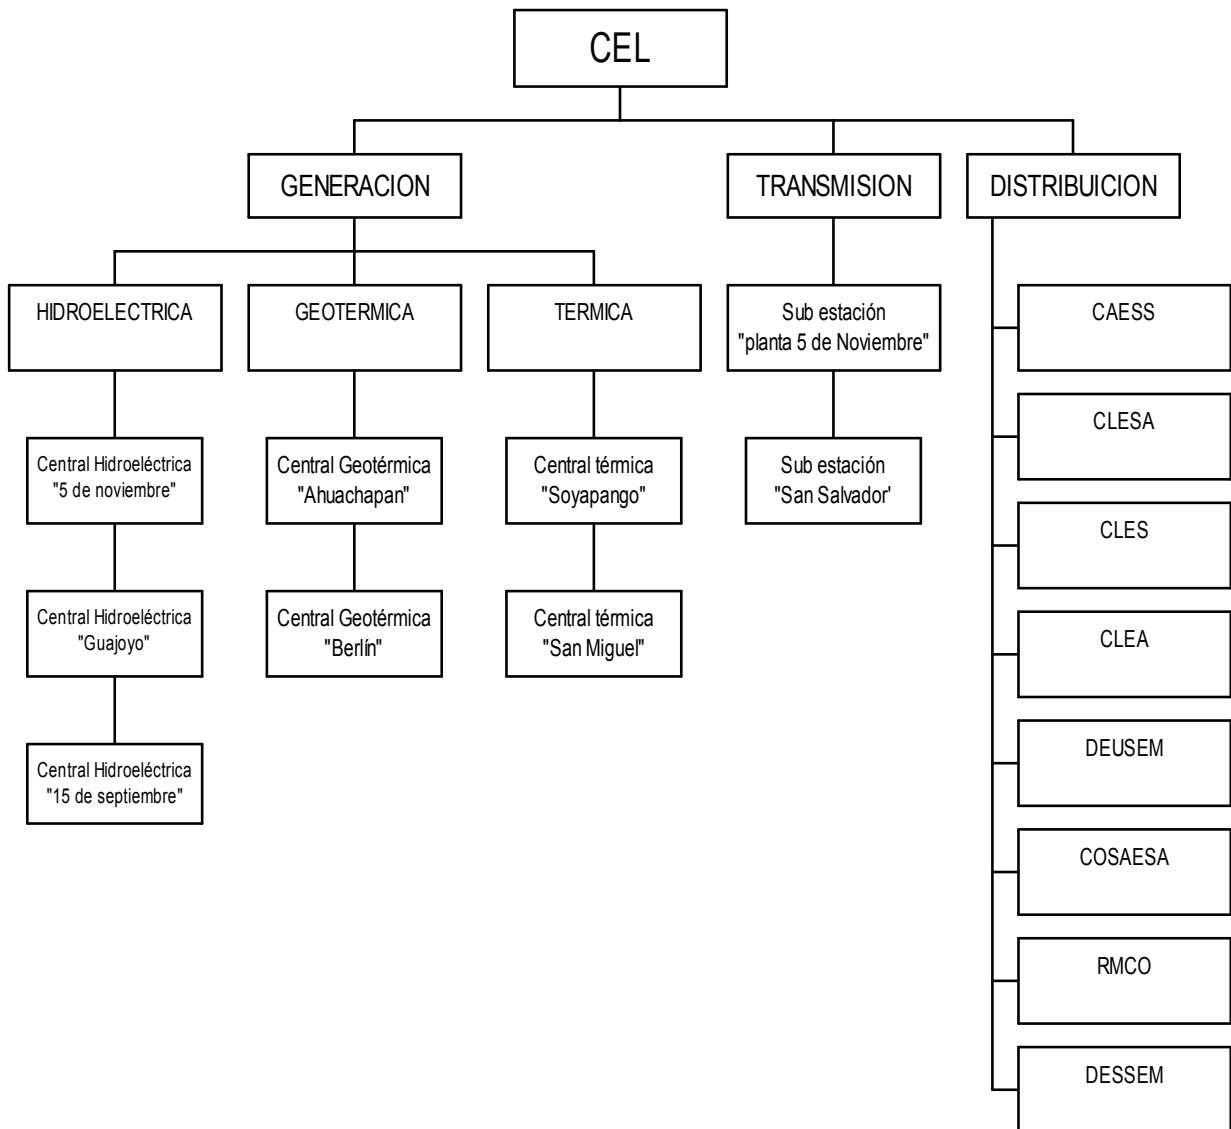 CEL
GENERACION
TRANSMISION
DISTRIBUICION
HIDROELECTRICA
GEOTERMICA
TERMICA
Sub estación
"planta 5 de Noviembre"
CAESS
CLESA
Central Hidroeléctrica
"5 de noviembre"
Central Geotérmica
"Ahuachapan"
Central térmica
"Soyapango"
Sub estación
"San Salvador'
CLES
Central Hidroeléctrica
"Guajoyo"
Central Geotérmica
"Berlín"
Central térmica
"San Miguel"
CLEA
DEUSEM
Central Hidroeléctrica
"15 de septiembre"
COSAESA
RMCO
DESSEM